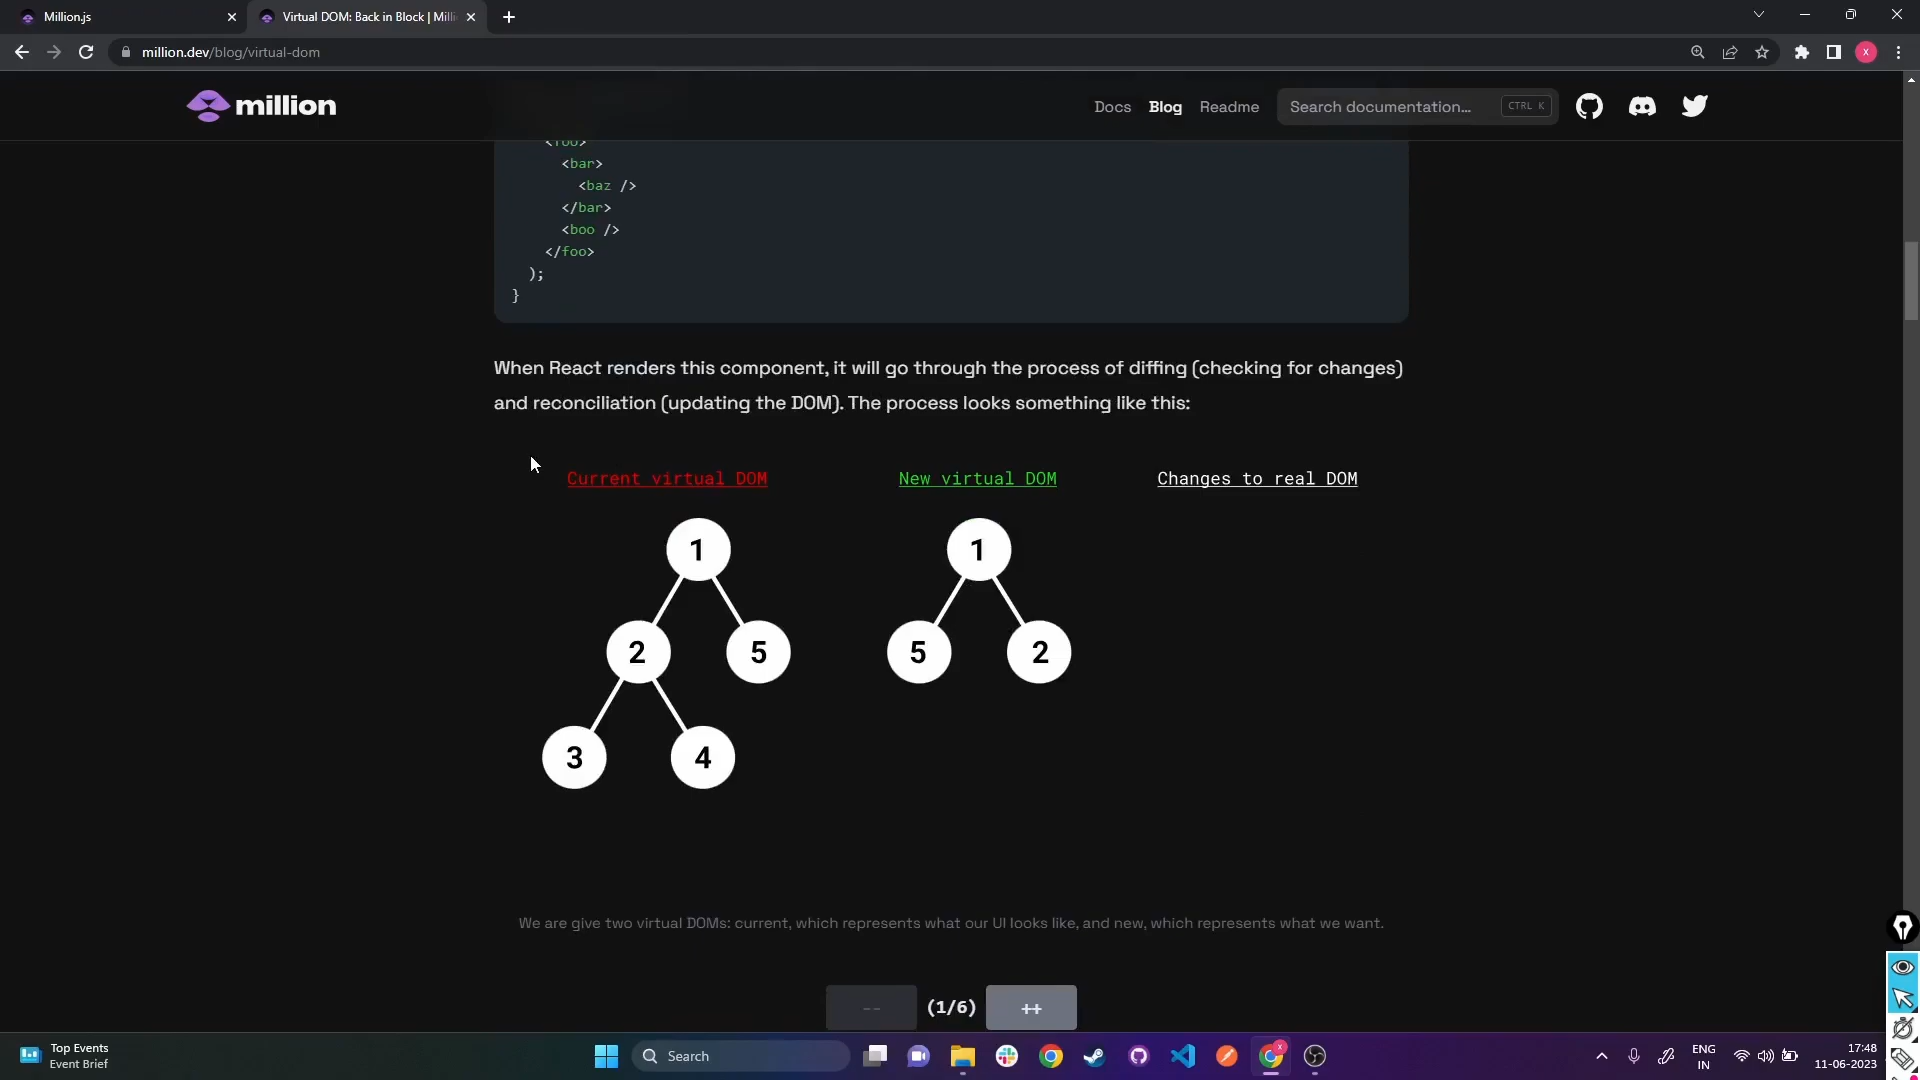 Million.js
Virtual DOM: Back in Block | Milli
million.dev/blog/virtual-dom
million
Docs
Blog
Readme
Search documentation...
CTRL K
<foo>
<bar>
<baz />
</bar>
<boo />
</foo>
);
}
When React renders this component, it will go through the process of diffing (checking for changes)
and reconciliation (updating the DOM). The process looks something like this:
Current virtual DOM
New virtual DOM
Changes to real DOM
1
2
5
3
4
1
5
2
We are give two virtual DOMs: current, which represents what our UI looks like, and new, which represents what we want.
--
(1/6)
++
Top Events
Event Brief
Search
ENG
IN
17:48
11-06-2023